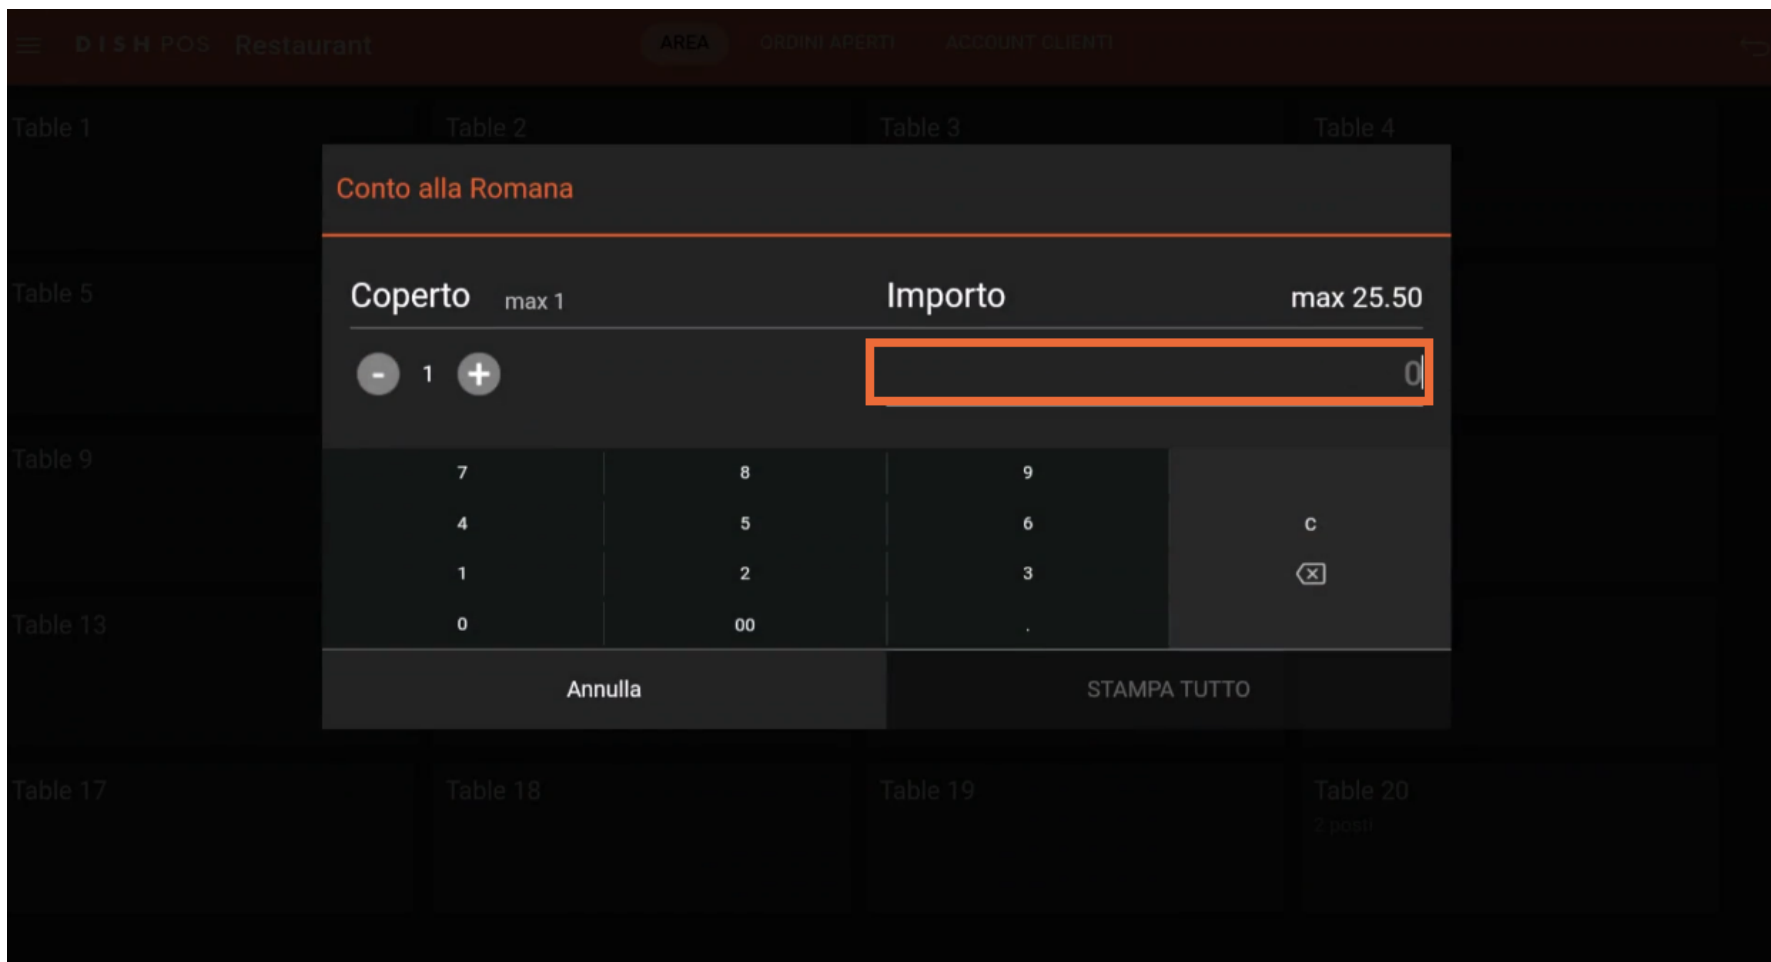 DISH POS Restaurant AREA ORDINI APERTI ACCOUNT CLIENTI
Table 1 Table 2 Table 3 Table 4
Conto alla Romana
Table 5
Coperto max 1 Importo max 25.50
- 1 + 0
Table 9
7 8 9
4 5 6 C
1 2 3
Table 13
0 00 .
Annulla STAMPA TUTTO
Table 17 Table 18 Table 19 Table 20
2 posti